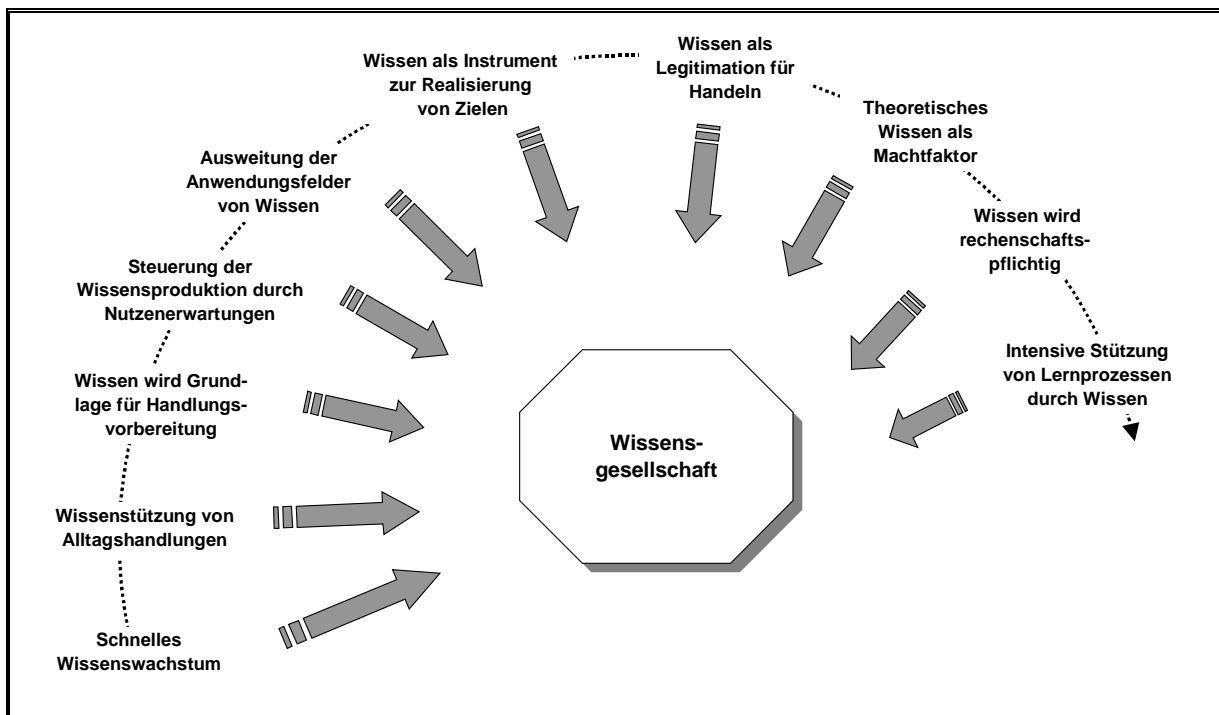 Wissen als Instrument
zur Realisierung
von Zielen
Wissen als
Legitimation für
Handeln
Theoretisches
Wissen als
Machtfaktor
Ausweitung der
Anwendungsfelder
von Wissen
Wissen wird
rechenschafts-
pflichtig
Steuerung der
Wissensproduktion durch
Nutzenerwartungen
Intensive Stützung
von Lernprozessen
durch Wissen
Wissen wird Grund-
lage für Handlungs-
vorbereitung
Wissens-
gesellschaft
Wissenstützung von
Alltagshandlungen
Schnelles
Wissenswachstum